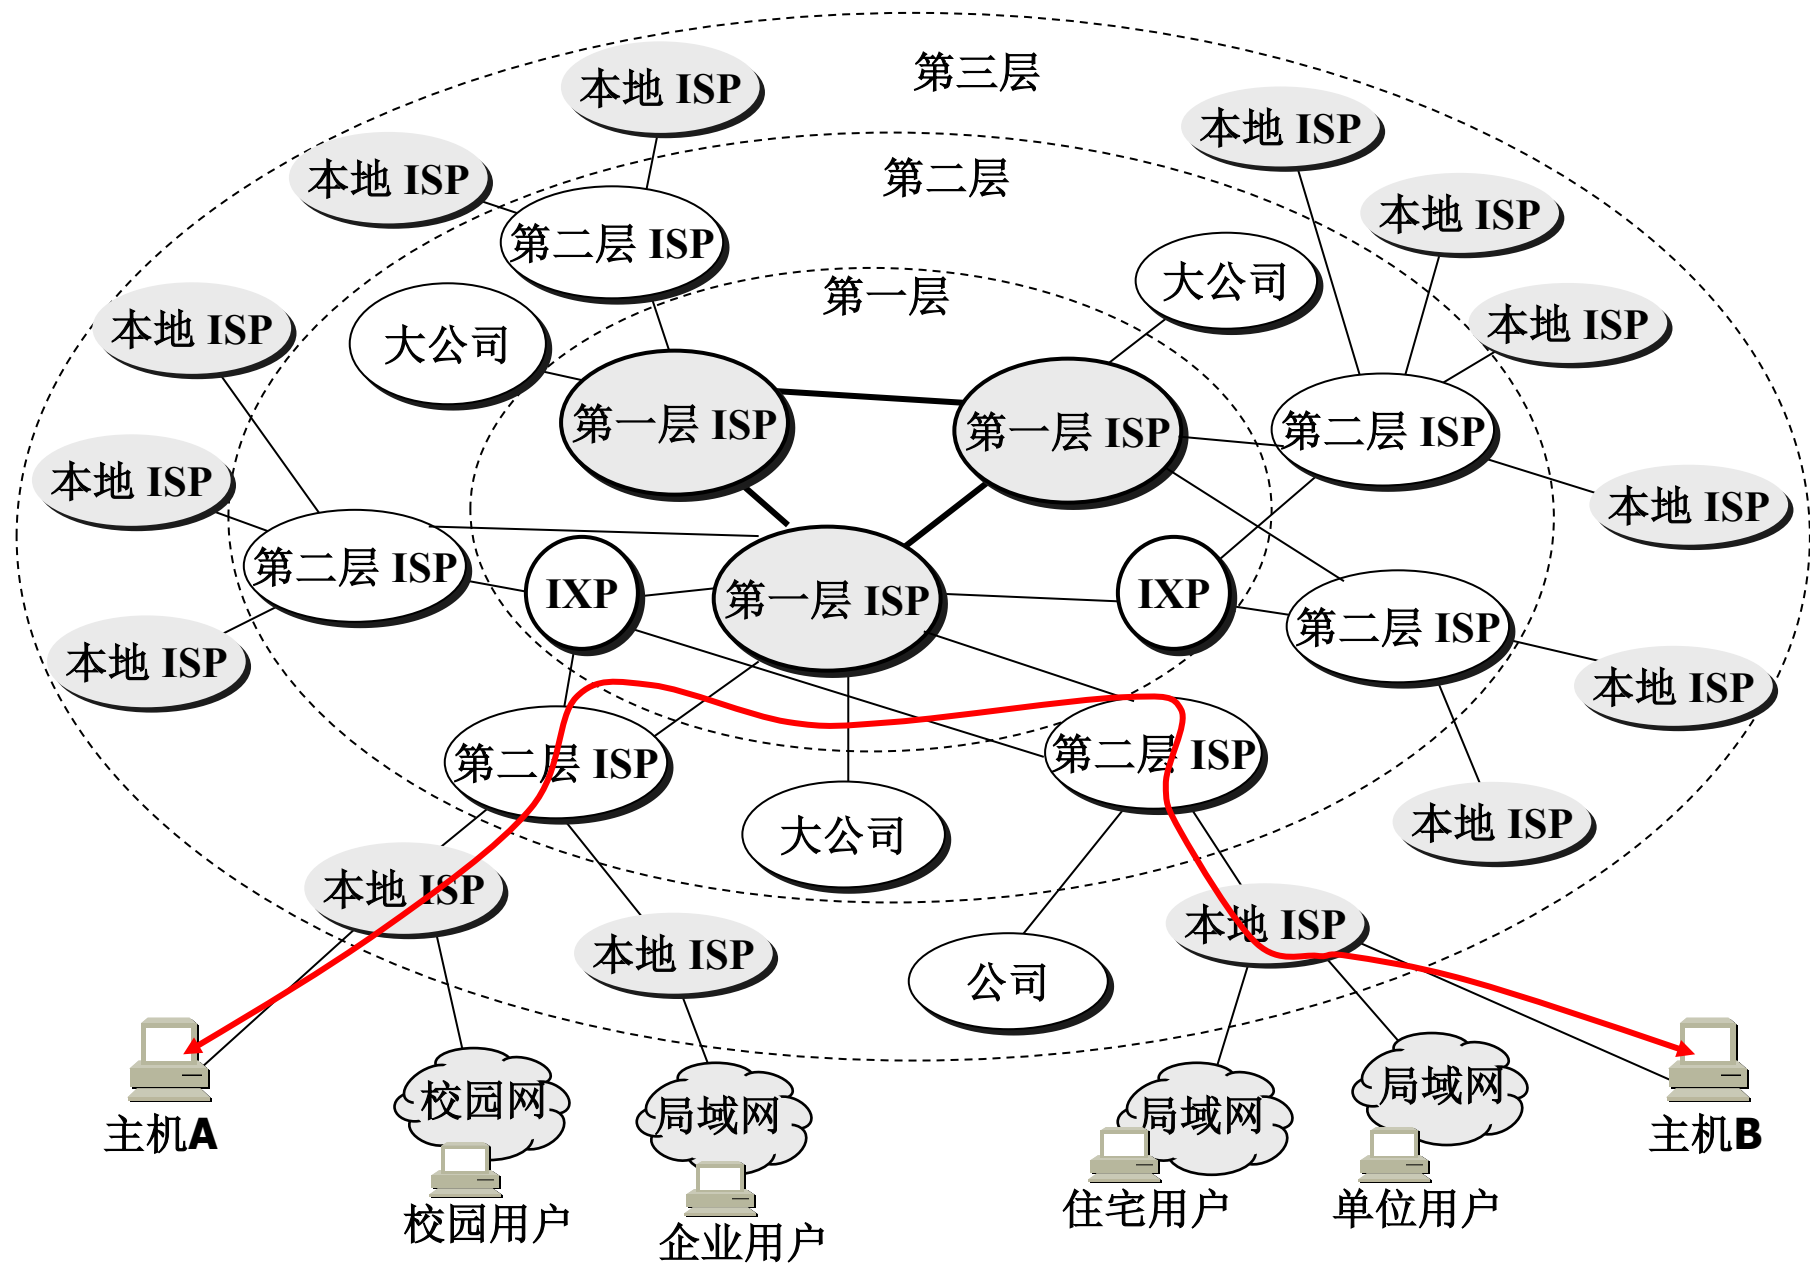 第三层
本地 ISP
本地 ISP
本地 ISP
第二层
本地 ISP
第二层 ISP
大公司
第一层
本地 ISP
本地 ISP
大公司
本地 ISP
第一层 ISP
第一层 ISP
第二层 ISP
本地 ISP
本地 ISP
第二层 ISP
IXP
第一层 ISP
IXP
第二层 ISP
本地 ISP
本地 ISP
第二层 ISP
第二层 ISP
大公司
本地 ISP
本地 ISP
本地 ISP
本地 ISP
公司
校园网
局域网
局域网
局域网
主机A
主机B
校园用户
企业用户
住宅用户
单位用户